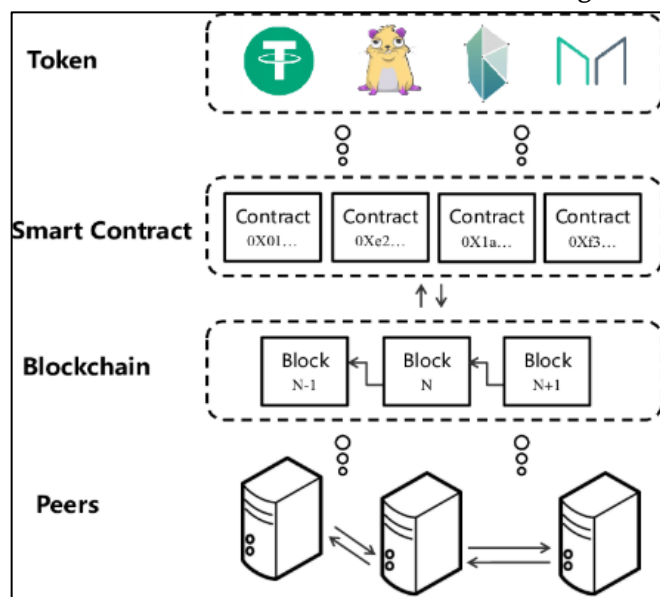 Token
Smart Contract
Contract
0X01...
Contract
0Xe2...
Contract
0X1a...
Contract
0Xf3...
Blockchain
Block
N-1
Block
N
Block
N+1
Peers